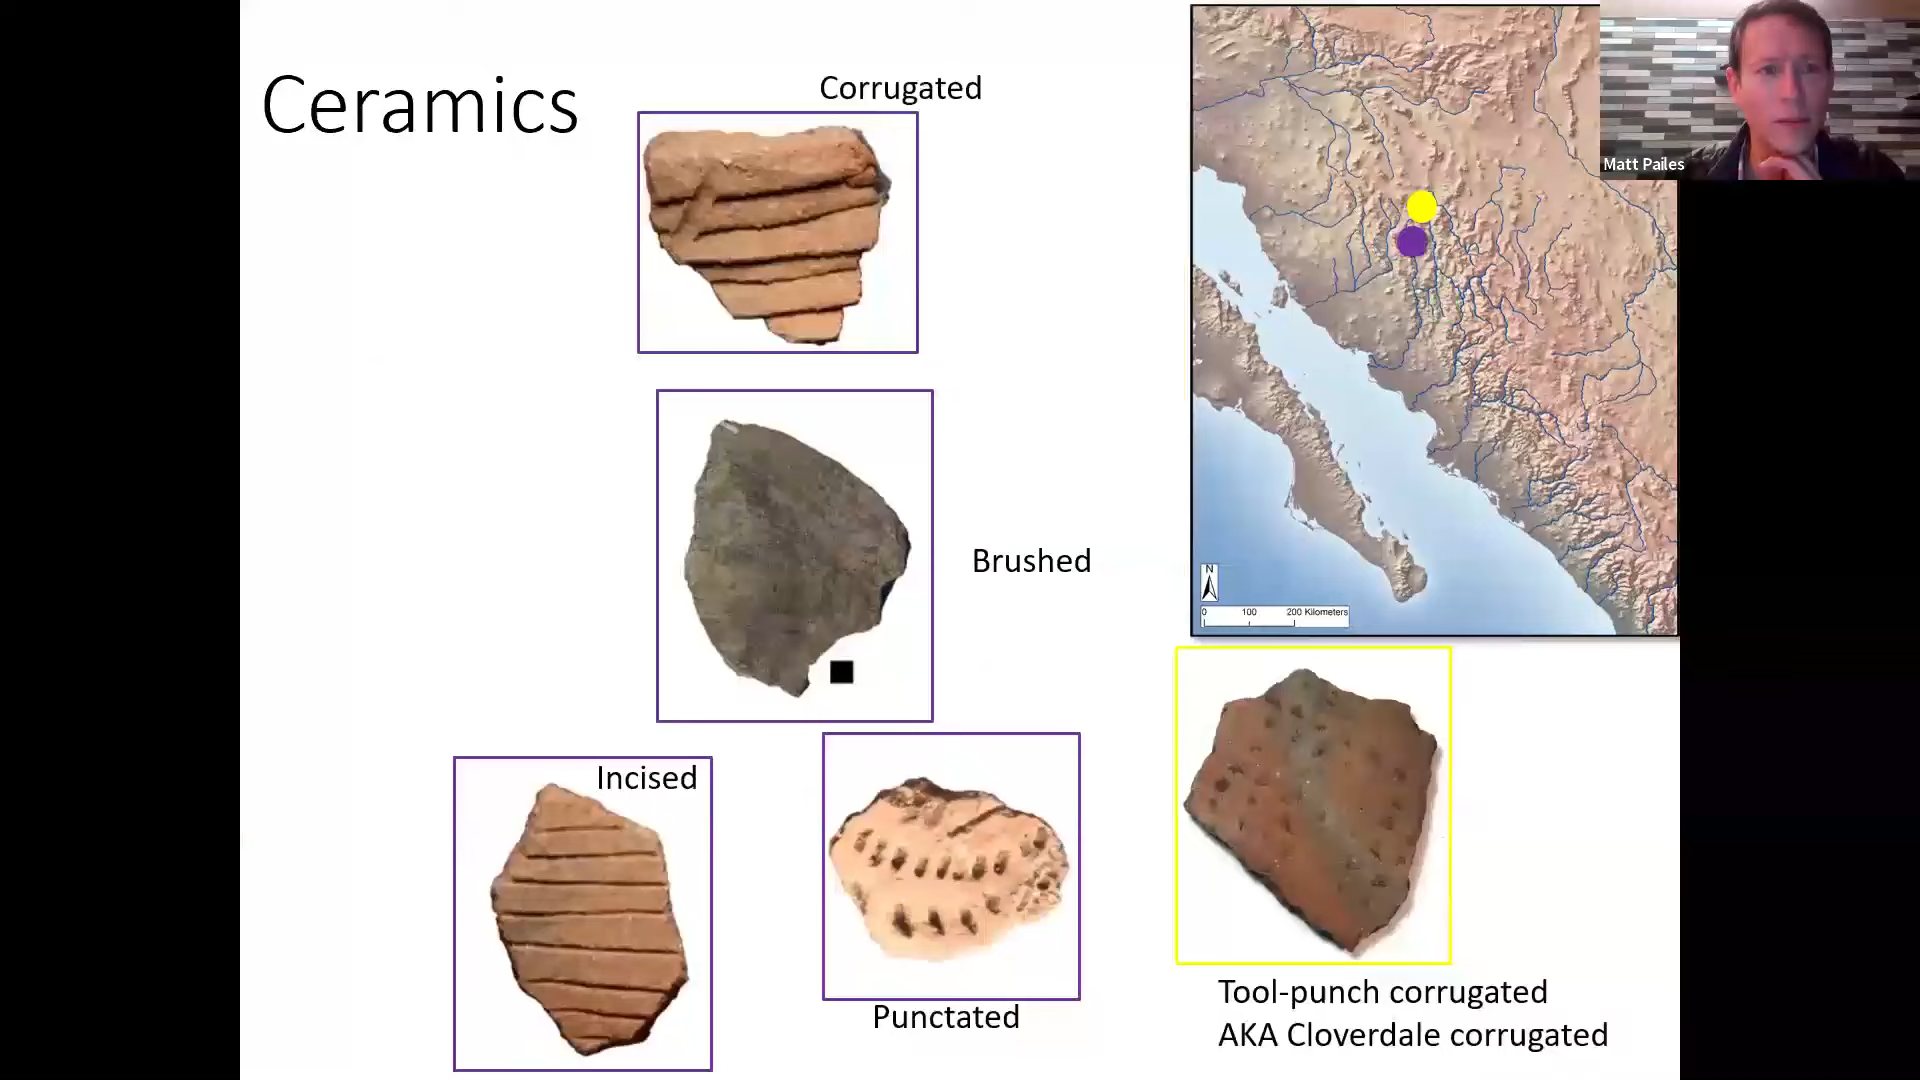 Ceramics
Corrugated
Brushed
Incised
Punctated
Matt Pailes
N
0 100 200 Kilometers
Tool-punch corrugated
AKA Cloverdale corrugated